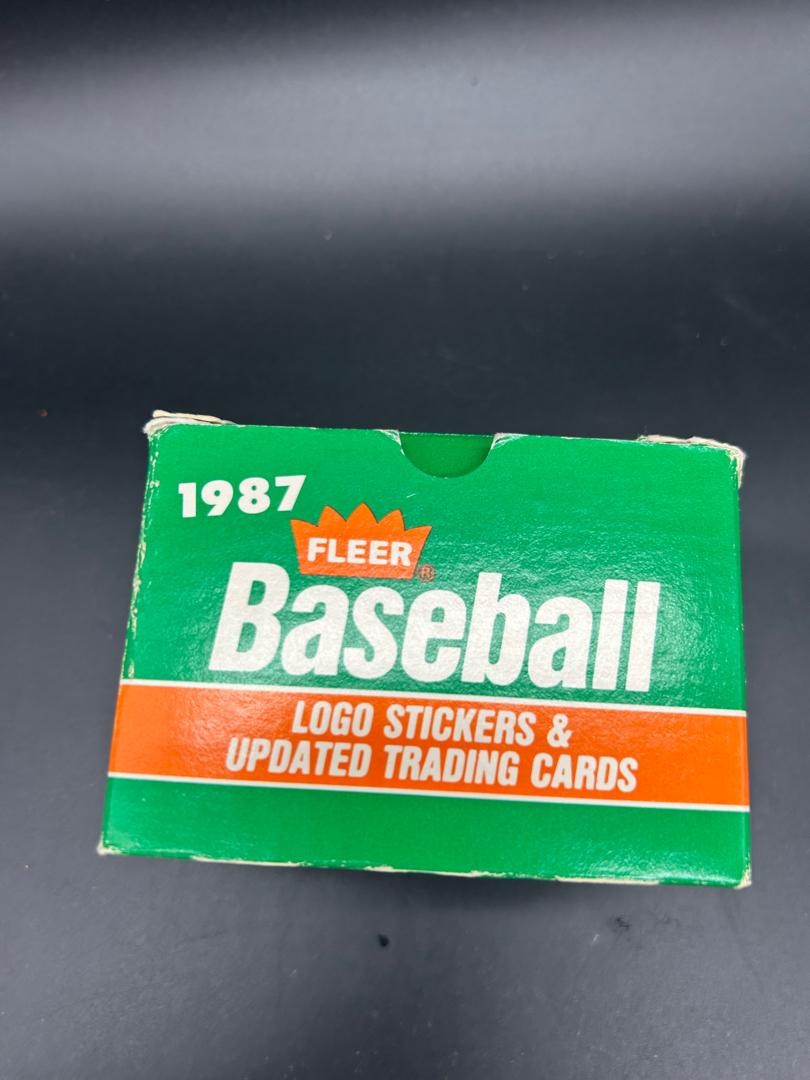 1987
FLEER®
Baseball
LOGO STICKERS &
UPDATED TRADING CARDS